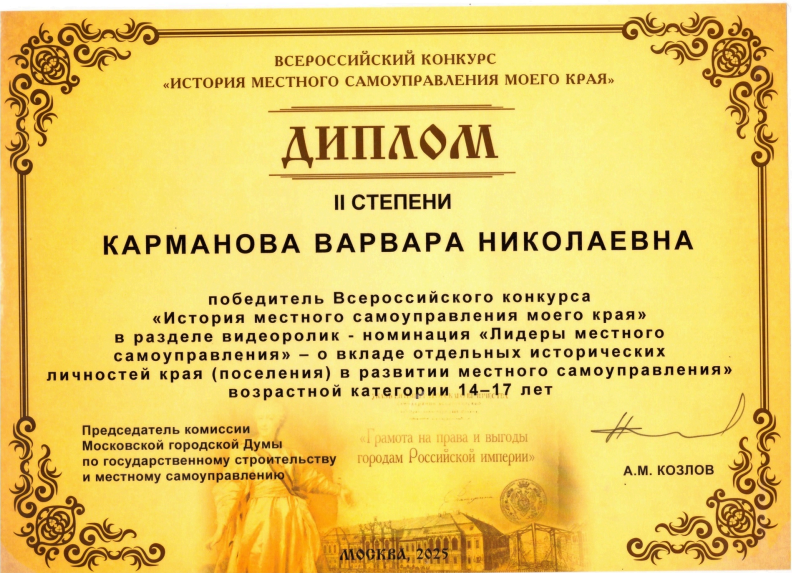 ВСЕРОССИЙСКИЙ КОНКУРС
«ИСТОРИЯ МЕСТНОГО САМОУПРАВЛЕНИЯ МОЕГО КРАЯ»
ДИПЛОМ
II СТЕПЕНИ
КАРМАНОВА ВАРВАРА НИКОЛАЕВНА
победитель Всероссийского конкурса
«История местного самоуправления моего края»
в разделе видеоролик - номинация «Лидеры местного
самоуправления» – о вкладе отдельных исторических
личностей края (поселения) в развитии местного самоуправления»
возрастной категории 14–17 лет
Председатель комиссии
Московской городской Думы
по государственному строительству
и местному самоуправлению
«Грамота на права и выгоды
городам Российской империи»
А.М. КОЗЛОВ
МОСКВА, 2025